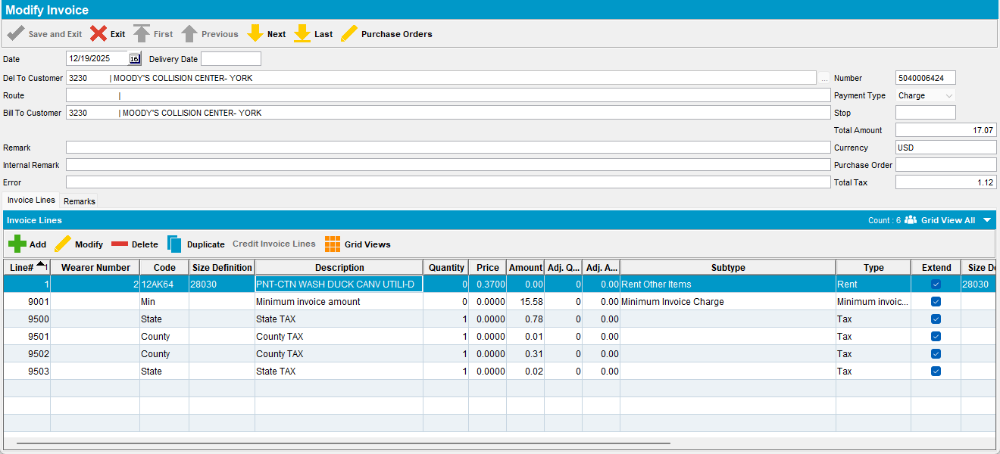 Modify Invoice
Save and Exit Exit First Previous Next Last Purchase Orders
Date 12/19/2025 16 Delivery Date
Del To Customer 3230 | MOODY'S COLLISION CENTER- YORK ... Number 5040006424
Route | Payment Type Charge
Bill To Customer 3230 | MOODY'S COLLISION CENTER- YORK Stop
Total Amount 17.07
Remark Currency USD
Internal Remark Purchase Order
Error Total Tax 1.12
Invoice Lines Remarks
Invoice Lines Count : 6 Grid View All
Add Modify Delete Duplicate Credit Invoice Lines Grid Views
Line# 1 Wearer Number Code Size Definition Description Quantity Price Amount Adj. Q... Adj. A... Subtype Type Extend Size De
1 2 12AK64 28030 PNT-CTN WASH DUCK CANV UTILI-D 0 0.3700 0.00 0 0.00 Rent Other Items Rent 28030
9001 Min Minimum invoice amount 0 0.0000 15.58 0 0.00 Minimum Invoice Charge Minimum invoic...
9500 State State TAX 1 0.0000 0.78 0 0.00 Tax
9501 County County TAX 1 0.0000 0.01 0 0.00 Tax
9502 County County TAX 1 0.0000 0.31 0 0.00 Tax
9503 State State TAX 1 0.0000 0.02 0 0.00 Tax